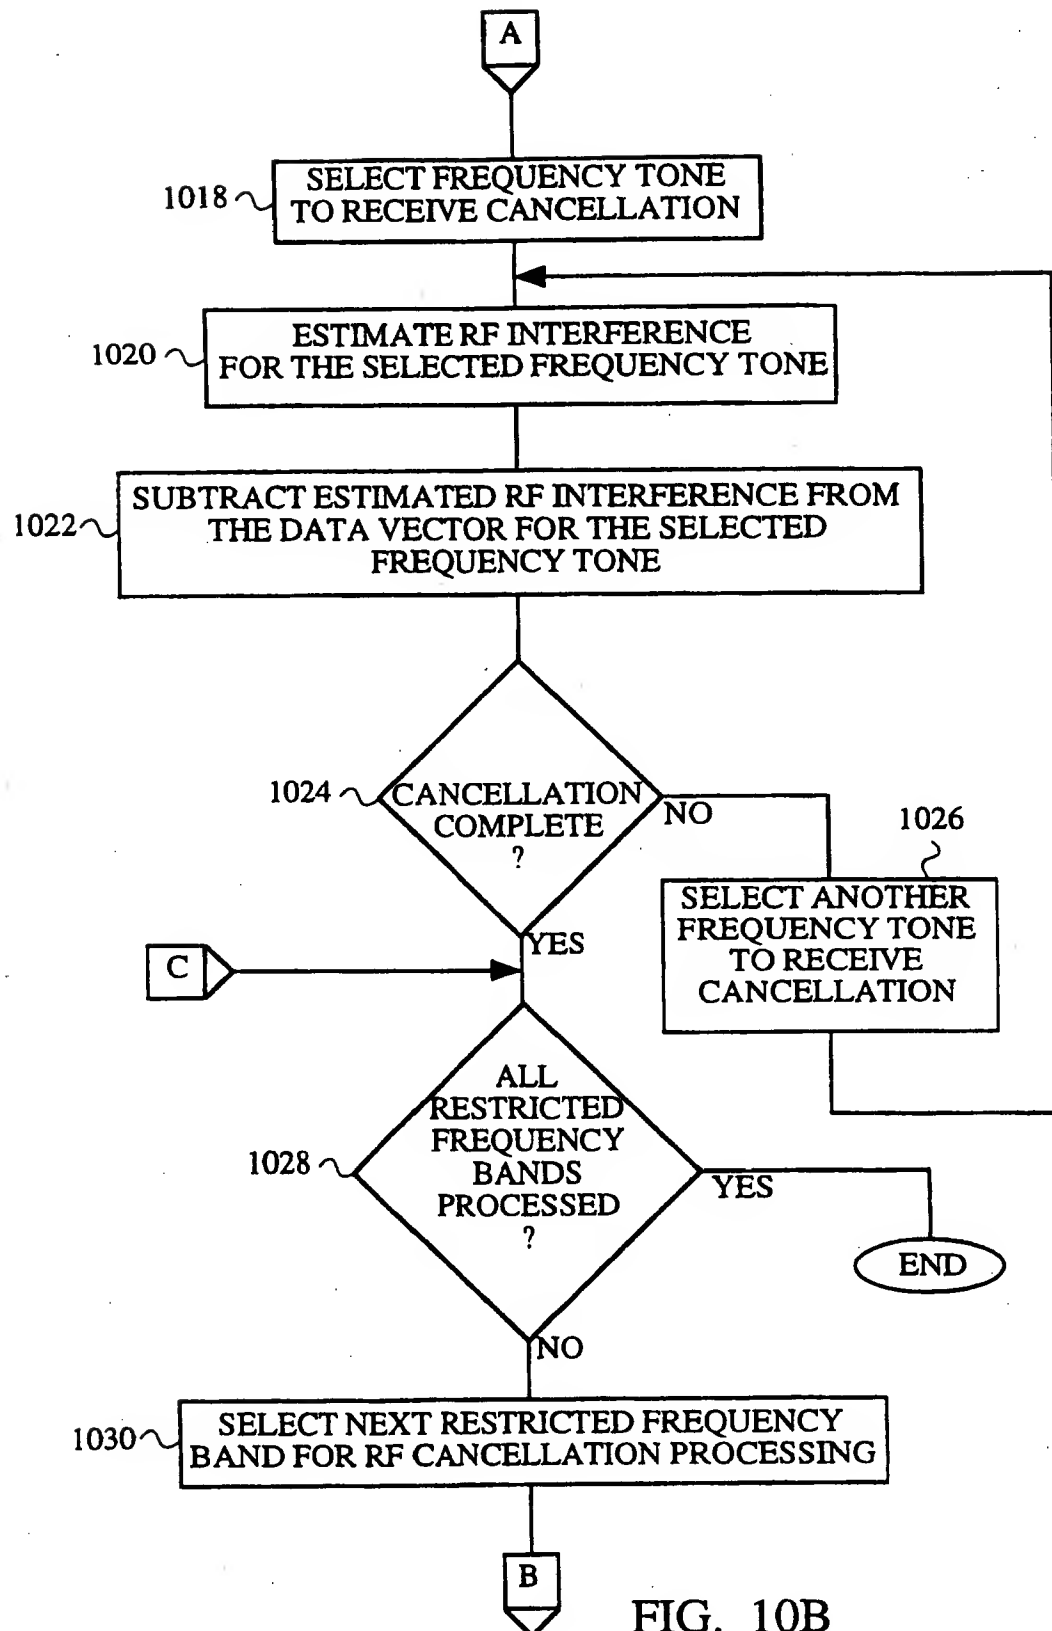 A
1018
SELECT FREQUENCY TONE
TO RECEIVE CANCELLATION
1020
ESTIMATE RF INTERFERENCE
FOR THE SELECTED FREQUENCY TONE
1022
SUBTRACT ESTIMATED RF INTERFERENCE FROM
THE DATA VECTOR FOR THE SELECTED
FREQUENCY TONE
1024
CANCELLATION
COMPLETE
?
NO
1026
SELECT ANOTHER
FREQUENCY TONE
TO RECEIVE
CANCELLATION
YES
C
1028
ALL
RESTRICTED
FREQUENCY
BANDS
PROCESSED
?
YES
END
NO
1030
SELECT NEXT RESTRICTED FREQUENCY
BAND FOR RF CANCELLATION PROCESSING
B
FIG. 10B